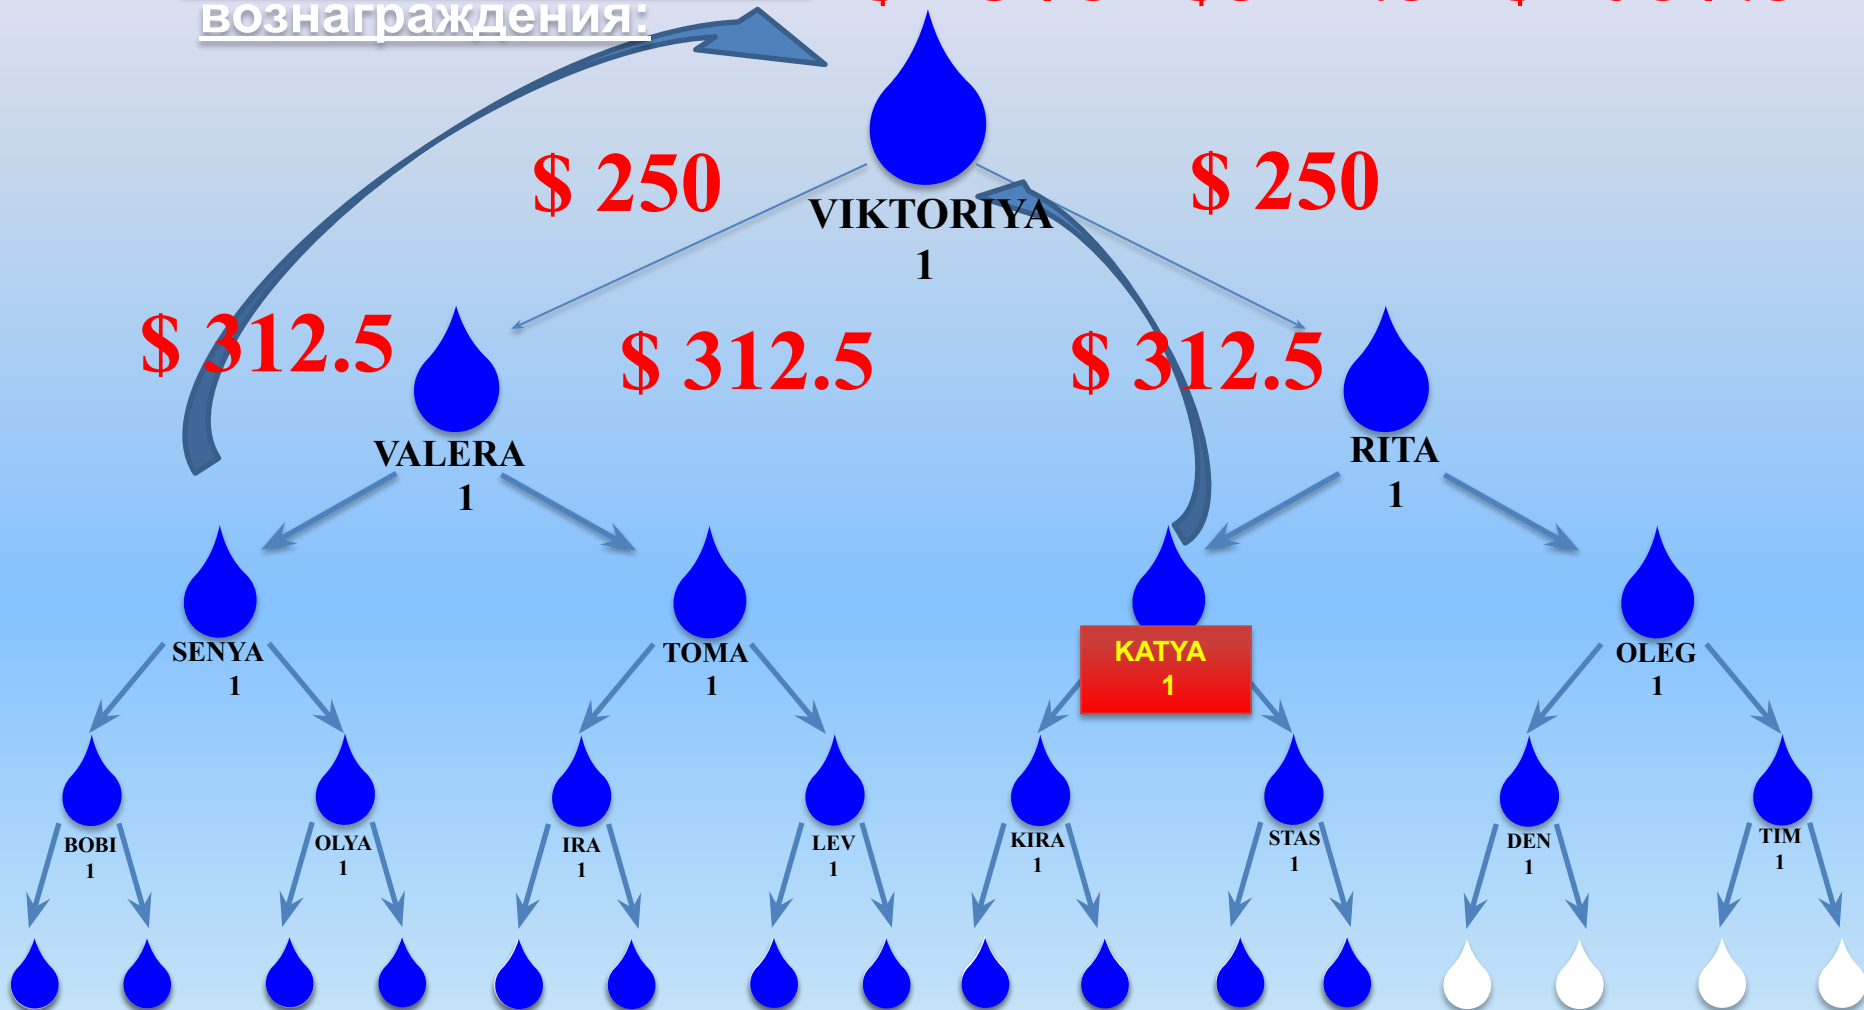 вознаграждения:
$ 250
$ 250
VIKTORIYA
1
$ 312.5
$ 312.5
$ 312.5
VALERA
1
RITA
1
SENYA
1
TOMA
1
KATYA
1
OLEG
1
BOBI
1
OLYA
1
IRA
1
LEV
1
KIRA
1
STAS
1
DEN
1
TIM
1